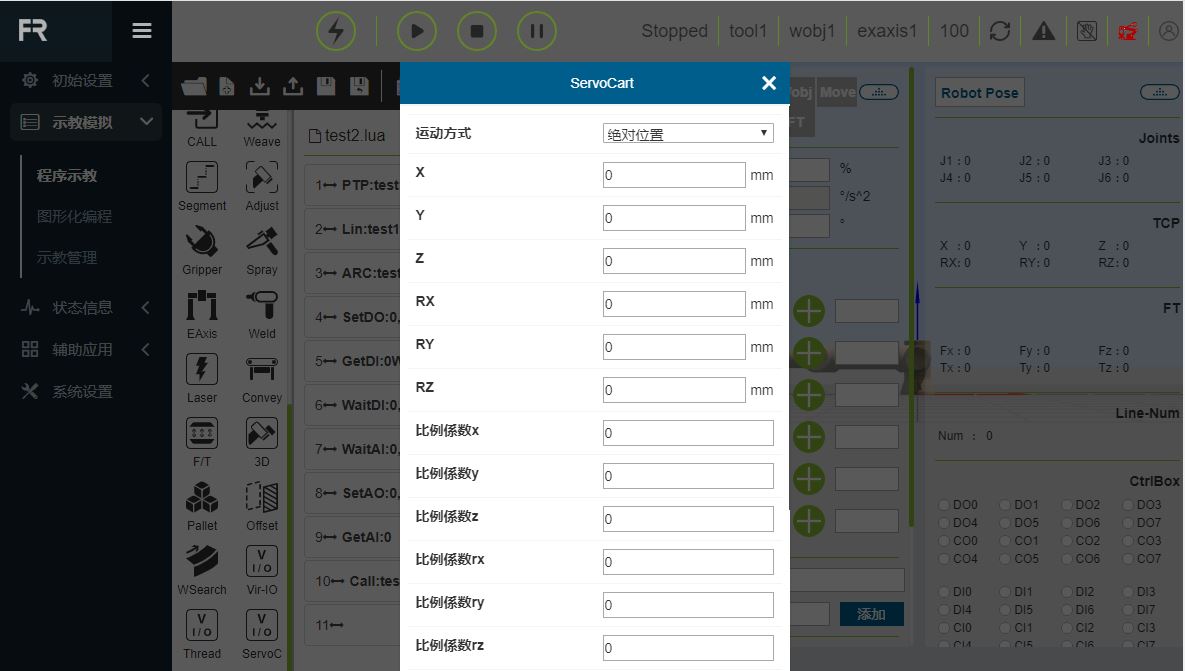 FR
Stopped
tool1
wobj1
exaxis1
100
初始设置
示教模拟
程序示教
图形化编程
示教管理
状态信息
辅助应用
系统设置
CALL
Weave
Segment
Adjust
Gripper
Spray
EAxis
Weld
Laser
Convey
F/T
3D
Pallet
Offset
WSearch
Vir-IO
Thread
ServoC
test2.lua
1 PTP:test
2 Lin:test1
3 ARC:test
4 SetDO:0,
5 GetDI:0W
6 WaitDI:0,
7 WaitAI:0,
8 SetAO:0,
9 GetAI:0
10 Call:tes
11
ServoCart
运动方式
绝对位置
X
0
mm
Y
0
mm
Z
0
mm
RX
0
mm
RY
0
mm
RZ
0
mm
比例係数x
0
比例係数y
0
比例係数z
0
比例係数rx
0
比例係数ry
0
比例係数rz
0
obj
Move
FT
%
°/s^2
°
添加
Robot Pose
Joints
J1 : 0 J2 : 0 J3 : 0
J4 : 0 J5 : 0 J6 : 0
TCP
X : 0 Y : 0 Z : 0
RX: 0 RY: 0 RZ: 0
FT
Fx : 0 Fy : 0 Fz : 0
Tx : 0 Ty : 0 Tz : 0
Line-Num
Num : 0
CtrlBox
DO0 DO1 DO2 DO3
DO4 DO5 DO6 DO7
CO0 CO1 CO2 CO3
CO4 CO5 CO6 CO7
DI0 DI1 DI2 DI3
DI4 DI5 DI6 DI7
CI0 CI1 CI2 CI3
CI4 CI5 CI6 CI7